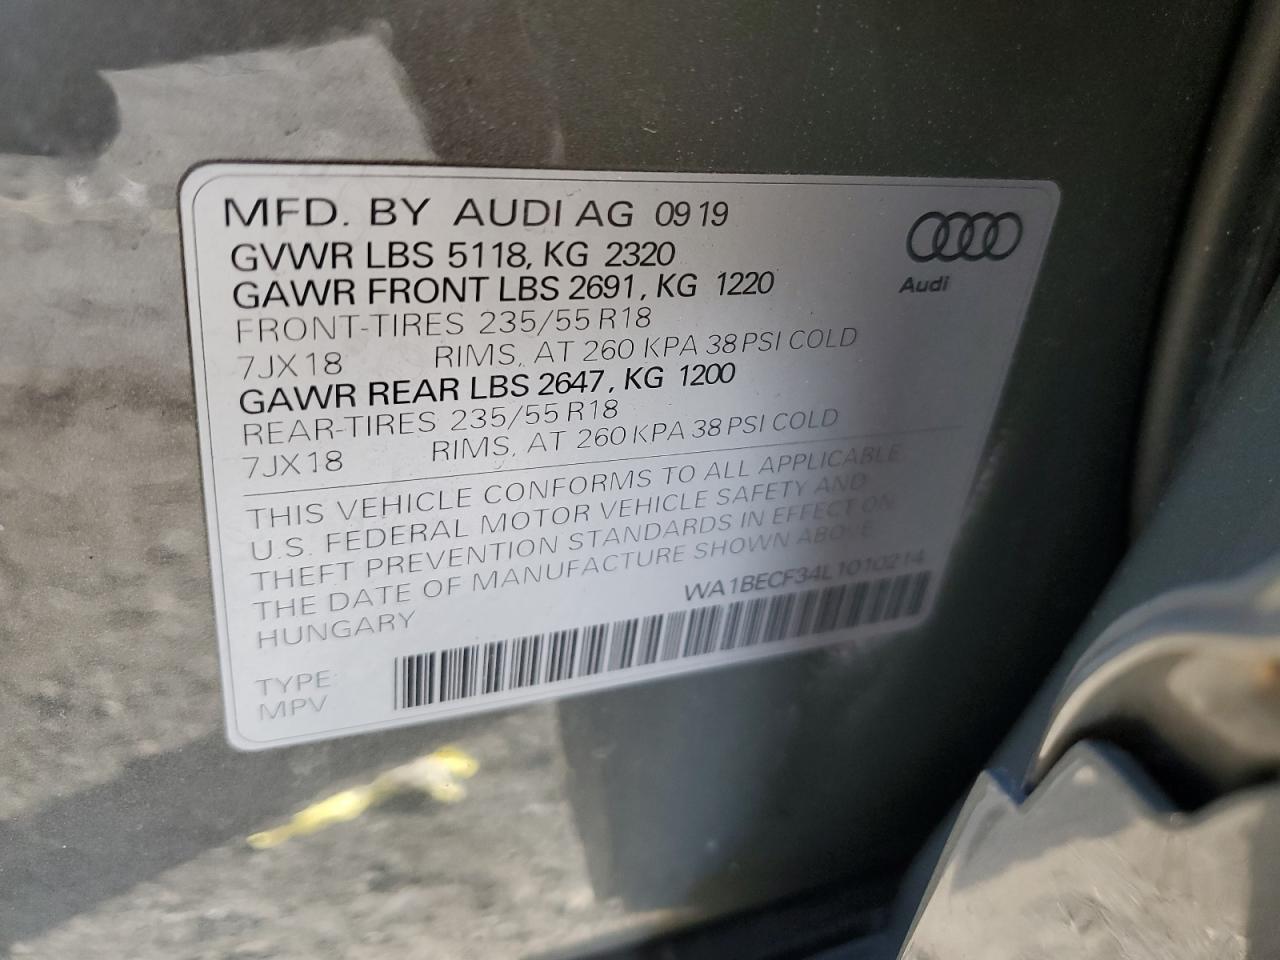 MFD. BY AUDI AG 09 19
GVWR LBS 5118, KG 2320
GAWR FRONT LBS 2691, KG 1220
FRONT-TIRES 235/55 R18
7JX18 RIMS, AT 260 KPA 38 PSI COLD
GAWR REAR LBS 2647, KG 1200
REAR-TIRES 235/55 R18
7JX18 RIMS, AT 260 KPA 38 PSI COLD
Audi
THIS VEHICLE CONFORMS TO ALL APPLICABLE
U.S. FEDERAL MOTOR VEHICLE SAFETY AND
THEFT PREVENTION STANDARDS IN EFFECT ON
THE DATE OF MANUFACTURE SHOWN ABOVE
HUNGARY
WA1BECF34L1010214
TYPE:
MPV